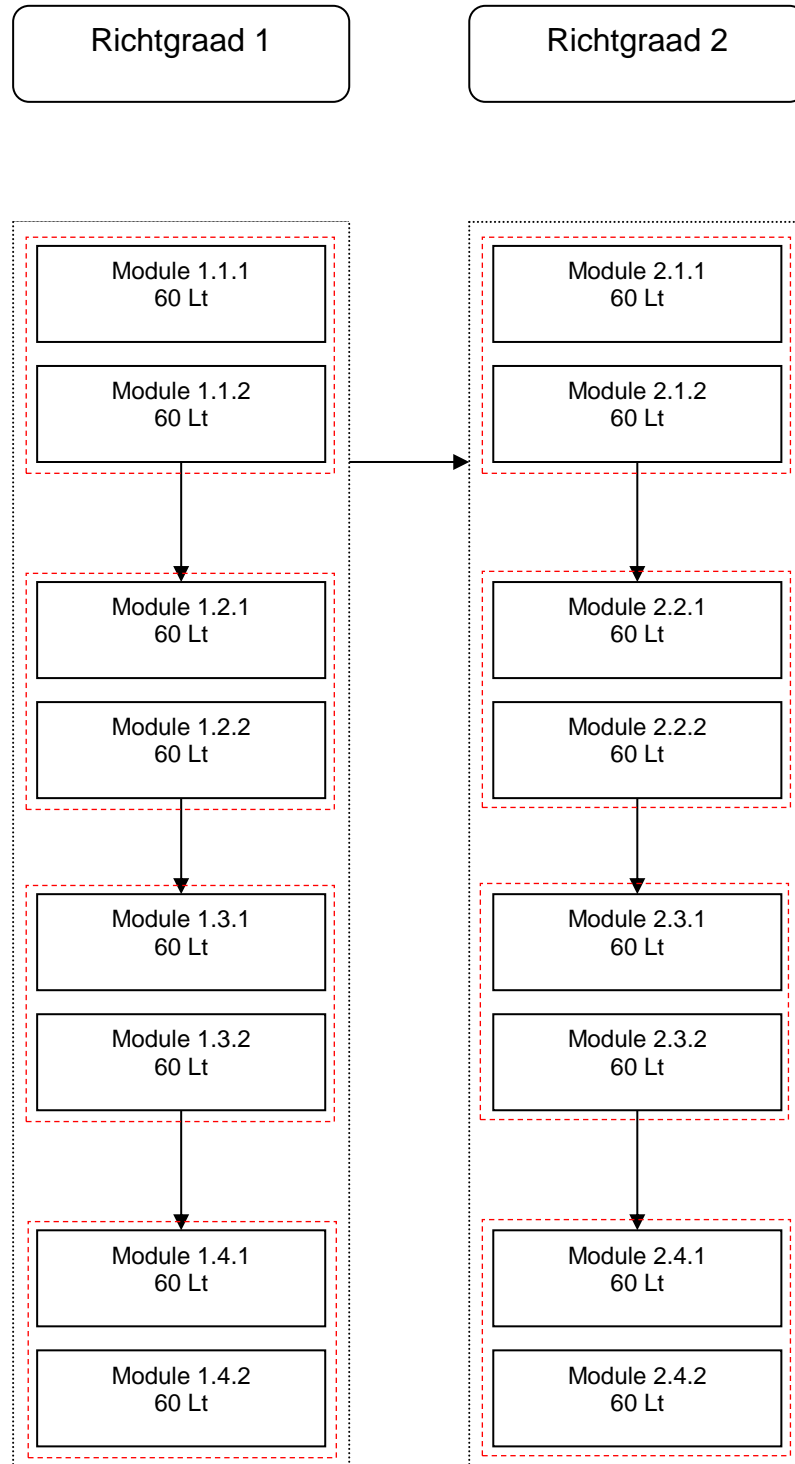 Richtgraad 1
Richtgraad 2
Module 1.1.1
60 Lt
Module 1.1.2
60 Lt
Module 1.2.1
60 Lt
Module 1.2.2
60 Lt
Module 1.3.1
60 Lt
Module 1.3.2
60 Lt
Module 1.4.1
60 Lt
Module 1.4.2
60 Lt
Module 2.1.1
60 Lt
Module 2.1.2
60 Lt
Module 2.2.1
60 Lt
Module 2.2.2
60 Lt
Module 2.3.1
60 Lt
Module 2.3.2
60 Lt
Module 2.4.1
60 Lt
Module 2.4.2
60 Lt